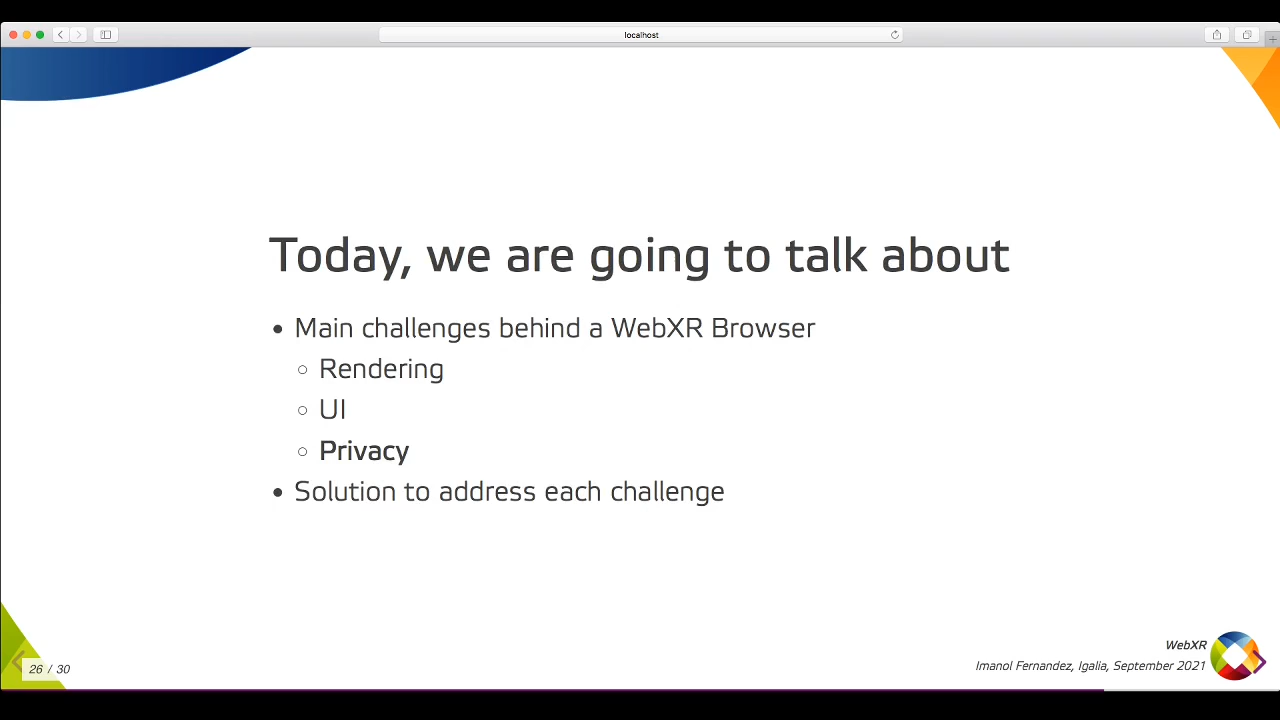 localhost
Today, we are going to talk about
Main challenges behind a WebXR Browser
Rendering
UI
Privacy
Solution to address each challenge
WebXR
Imanol Fernandez, Igalia, September 2021
26 / 30